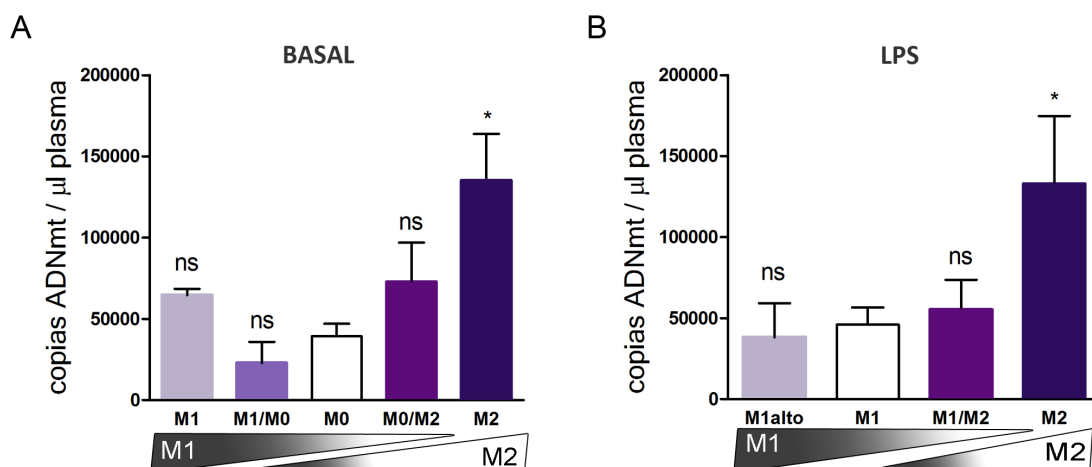 A
BASAL
copias ADNmt / µl plasma
200000
150000
100000
50000
0
ns
ns
ns
*
M1 M1/M0 M0 M0/M2 M2
M1 M2
B
LPS
copias ADNmt / µl plasma
200000
150000
100000
50000
0
ns
ns
*
M1alto M1 M1/M2 M2
M1 M2